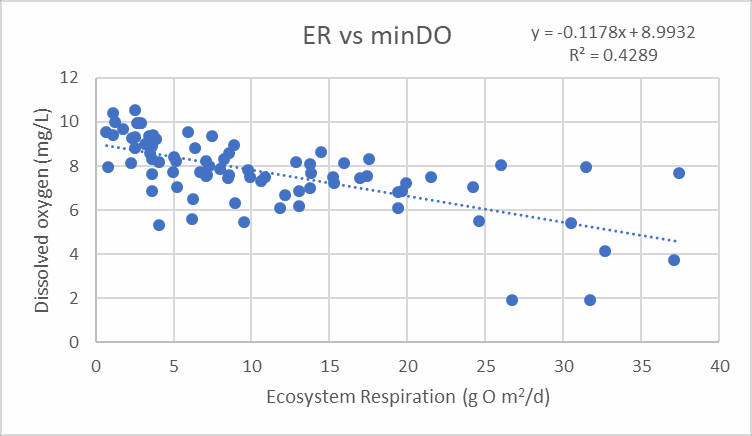 ER vs minDO
y = -0.1178x + 8.9932
R² = 0.4289
Dissolved oxygen (mg/L)
12
10
8
6
4
2
0
0 5 10 15 20 25 30 35 40
Ecosystem Respiration (g O m²/d)